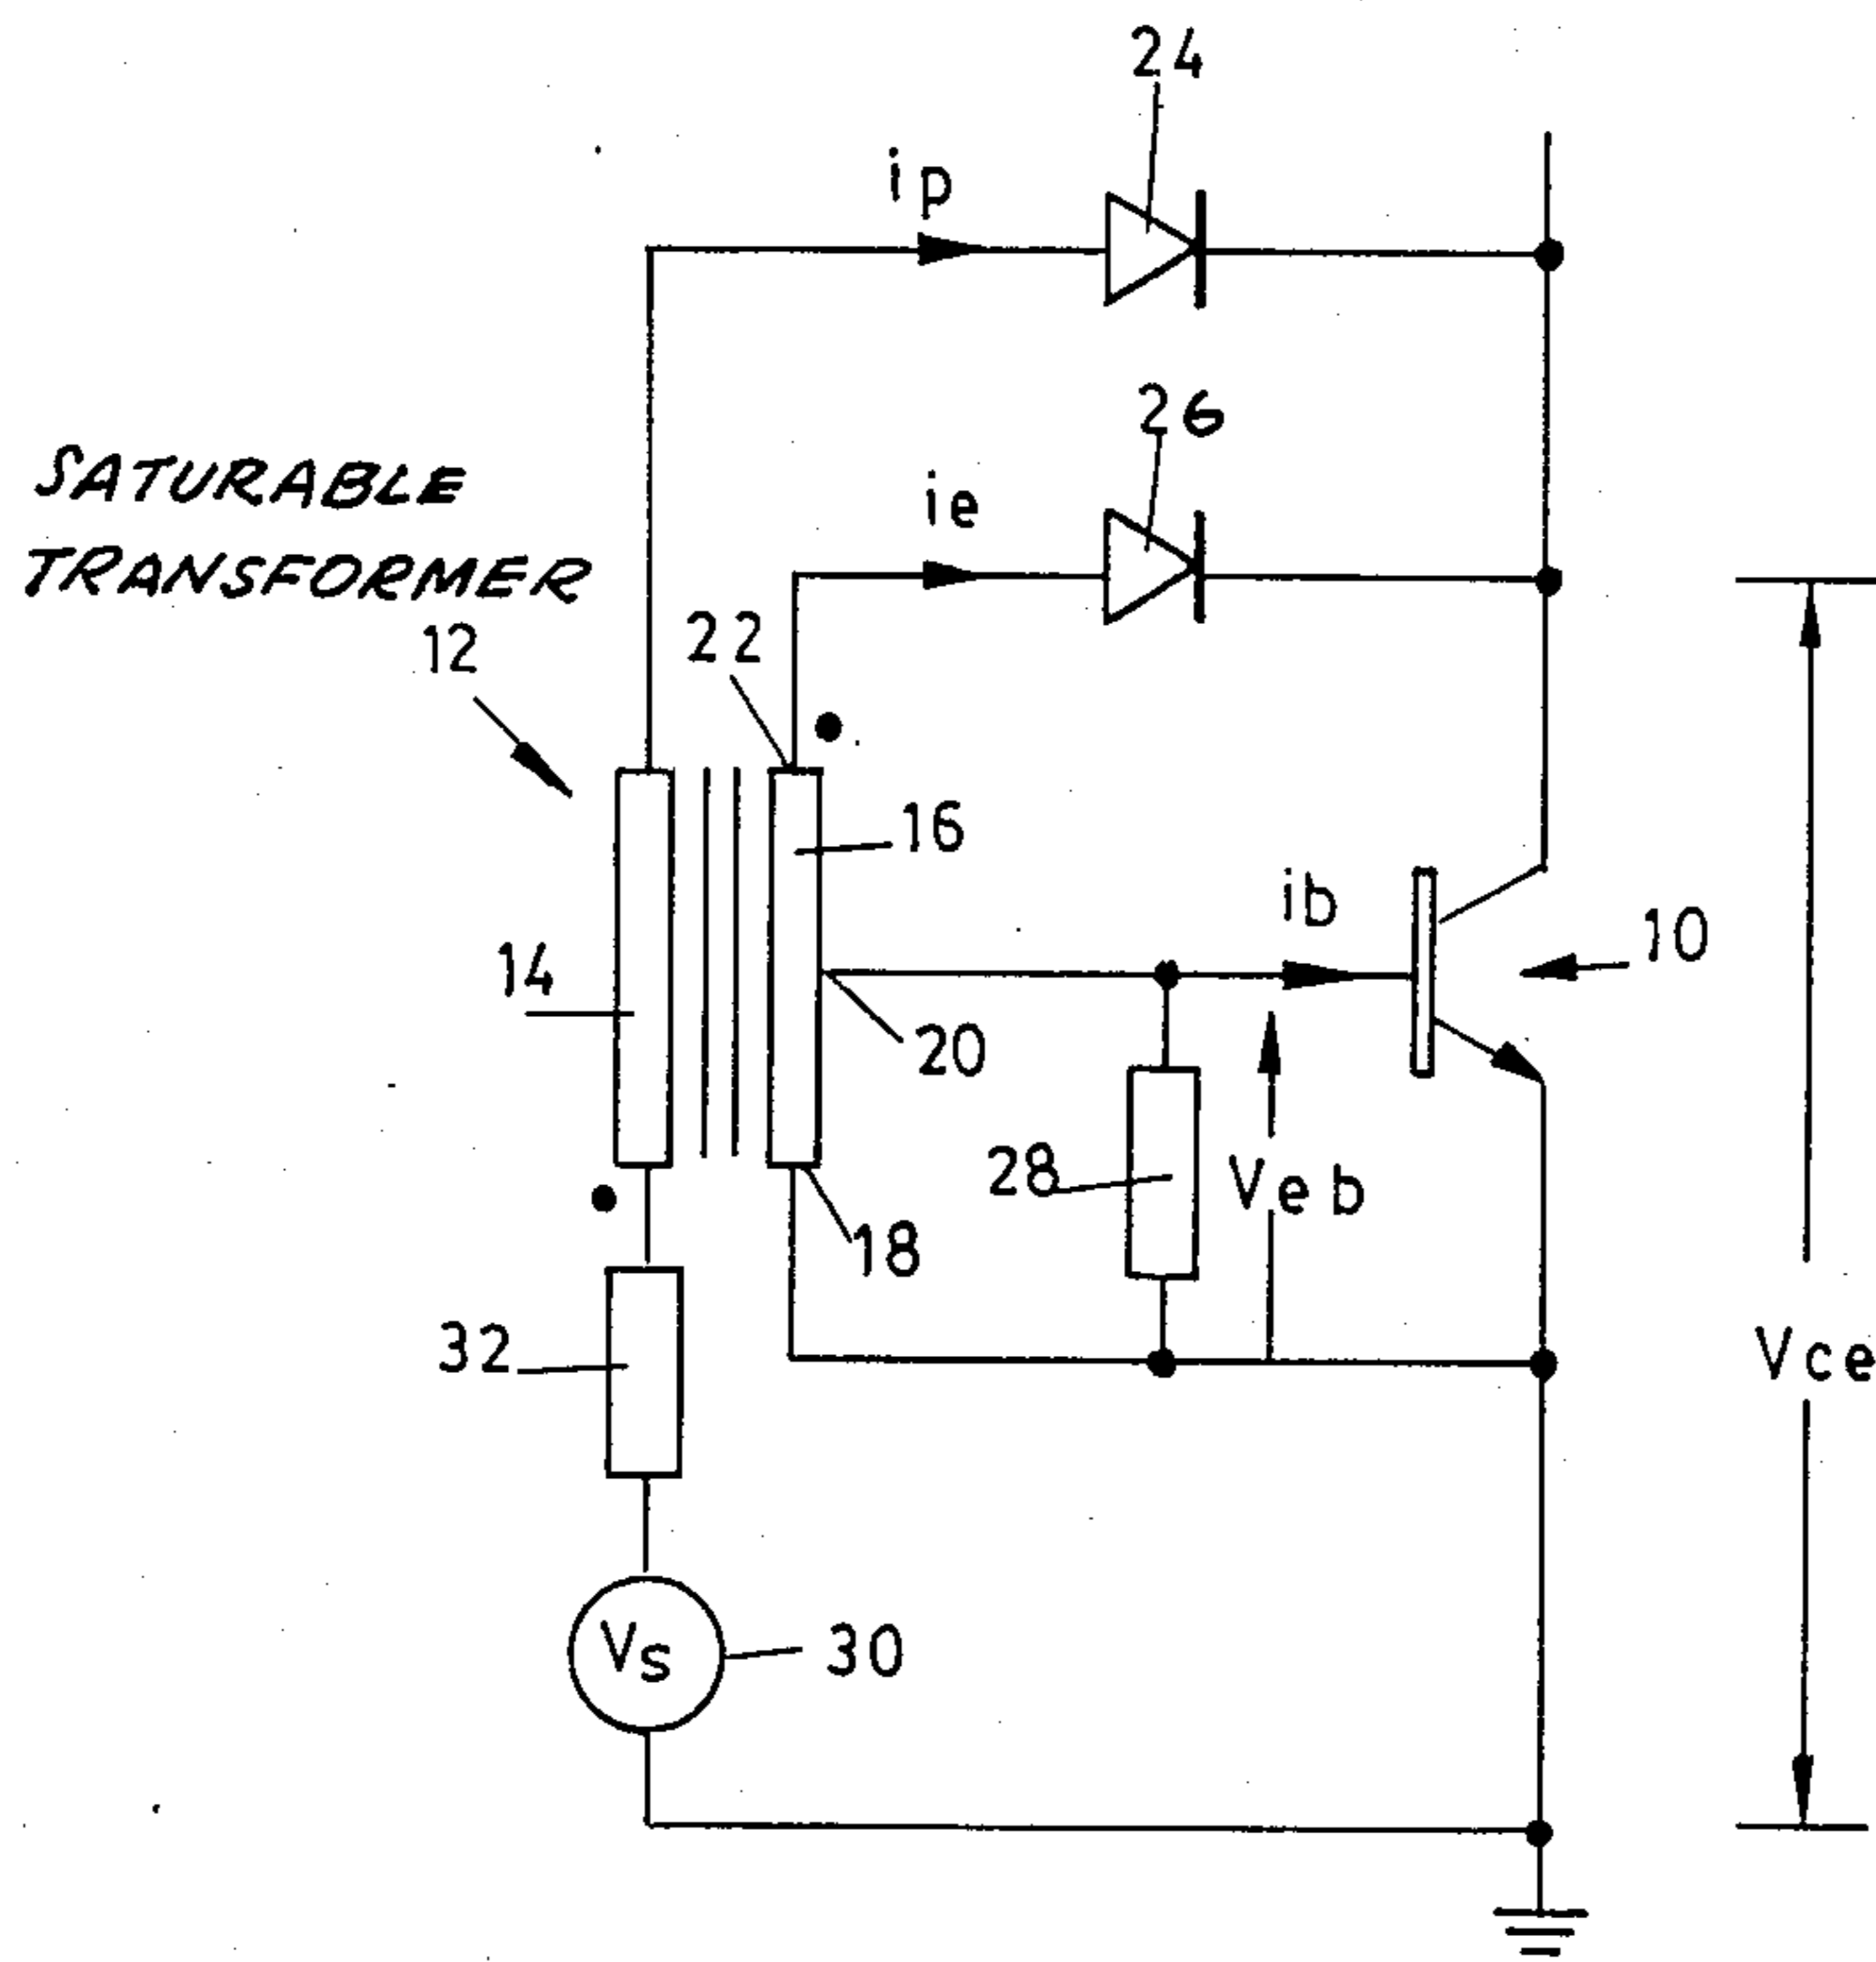 24
ip
26
ie
SATURABLE
TRANSFORMER
12
22
16
ib
10
14
20
28
Veb
18
32
Vce
Vs
30